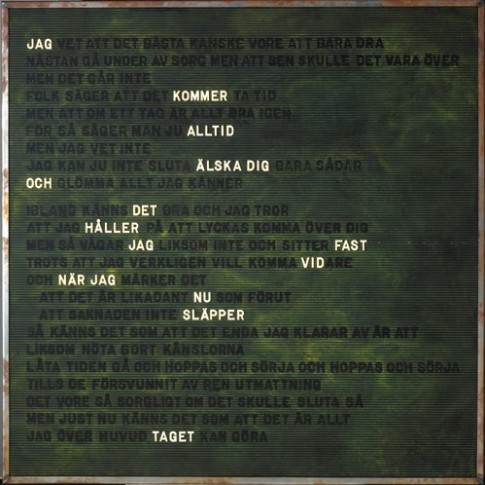 JAG VET ATT DET BÄSTA KANSKE VORE ATT BARA DRA
NÄSTAN GÅ UNDER AV SORG MEN ATT SEN SKULLE DET VARA ÖVER
MEN DET GÅR INTE
FOLK SÄGER ATT DET KOMMER TA TID
MEN ATT OM ETT TAG ÄR ALLT BRA IGEN
FÖR SÅ SÄGER MAN JU ALLTID
MEN JAG VET INTE
JAG KAN JU INTE SLUTA ÄLSKA DIG BARA SÅDÄR
OCH GLÖMMA ALLT JAG KÄNNER
IBLAND KÄNNS DET BRA OCH JAG TROR
ATT JAG HÅLLER PÅ ATT LYCKAS KOMMA ÖVER DIG
MEN SÅ VÅGAR JAG LIKSOM INTE OCH SITTER FAST
TROTS ATT JAG VERKLIGEN VILL KOMMA VIDARE
OCH NÄR JAG MÄRKER DET
ATT DET ÄR LIKADANT NU SOM FÖRUT
ATT SAKNADEN INTE SLÄPPER
SÅ KÄNNS DET SOM ATT DET ENDA JAG KLARAR AV ÄR ATT
LIKSOM NÖTA BORT KÄNSLORNA
LÅTA TIDEN GÅ OCH HOPPAS OCH SÖRJA OCH HOPPAS OCH SÖRJA
TILLS DE FÖRSVUNNIT AV REN UTMATTNING
DET VORE SÅ SORGLIGT OM DET SKULLE SLUTA SÅ
MEN JUST NU KÄNNS DET SOM ATT DET ÄR ALLT
JAG ÖVER HUVUD TAGET KAN GÖRA